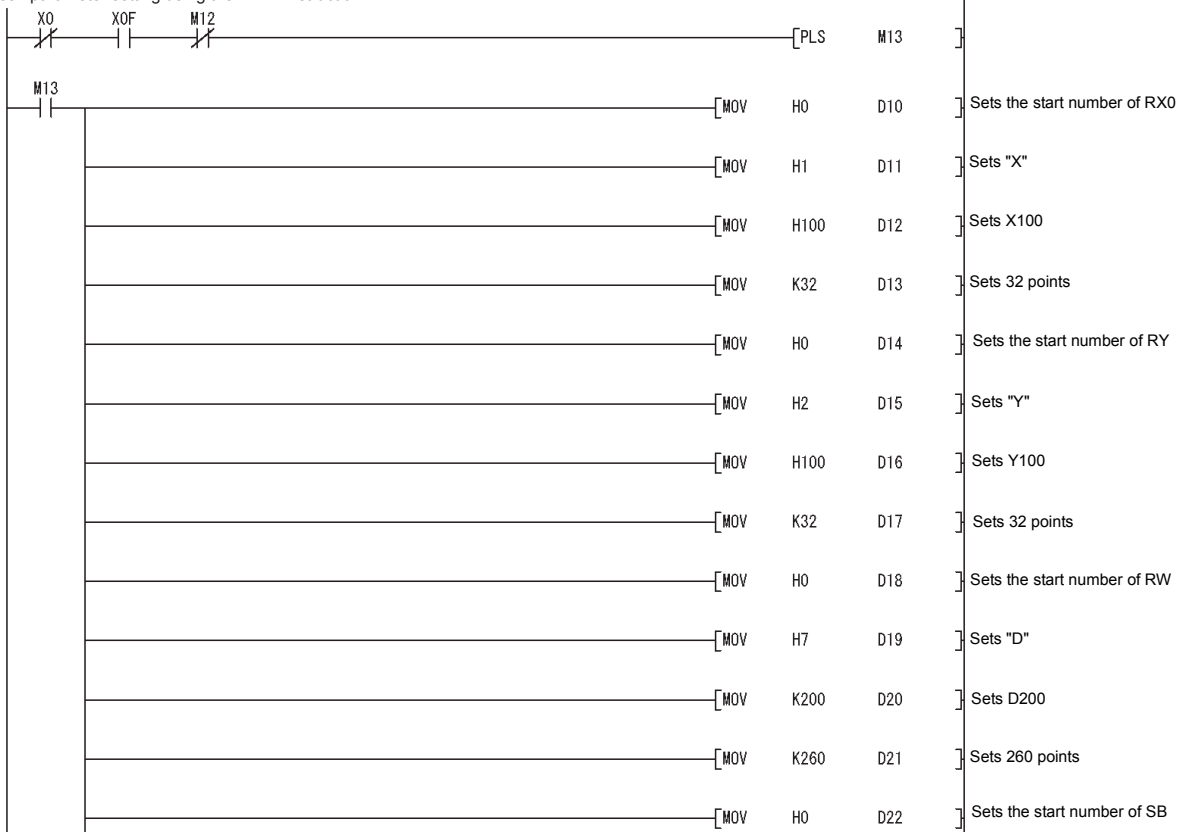 X0 X0F M12
[PLS M13 ]
M13
[MOV H0 D10 ] Sets the start number of RX0
[MOV H1 D11 ] Sets "X"
[MOV H100 D12 ] Sets X100
[MOV K32 D13 ] Sets 32 points
[MOV H0 D14 ] Sets the start number of RY
[MOV H2 D15 ] Sets "Y"
[MOV H100 D16 ] Sets Y100
[MOV K32 D17 ] Sets 32 points
[MOV H0 D18 ] Sets the start number of RW
[MOV H7 D19 ] Sets "D"
[MOV K200 D20 ] Sets D200
[MOV K260 D21 ] Sets 260 points
[MOV H0 D22 ] Sets the start number of SB